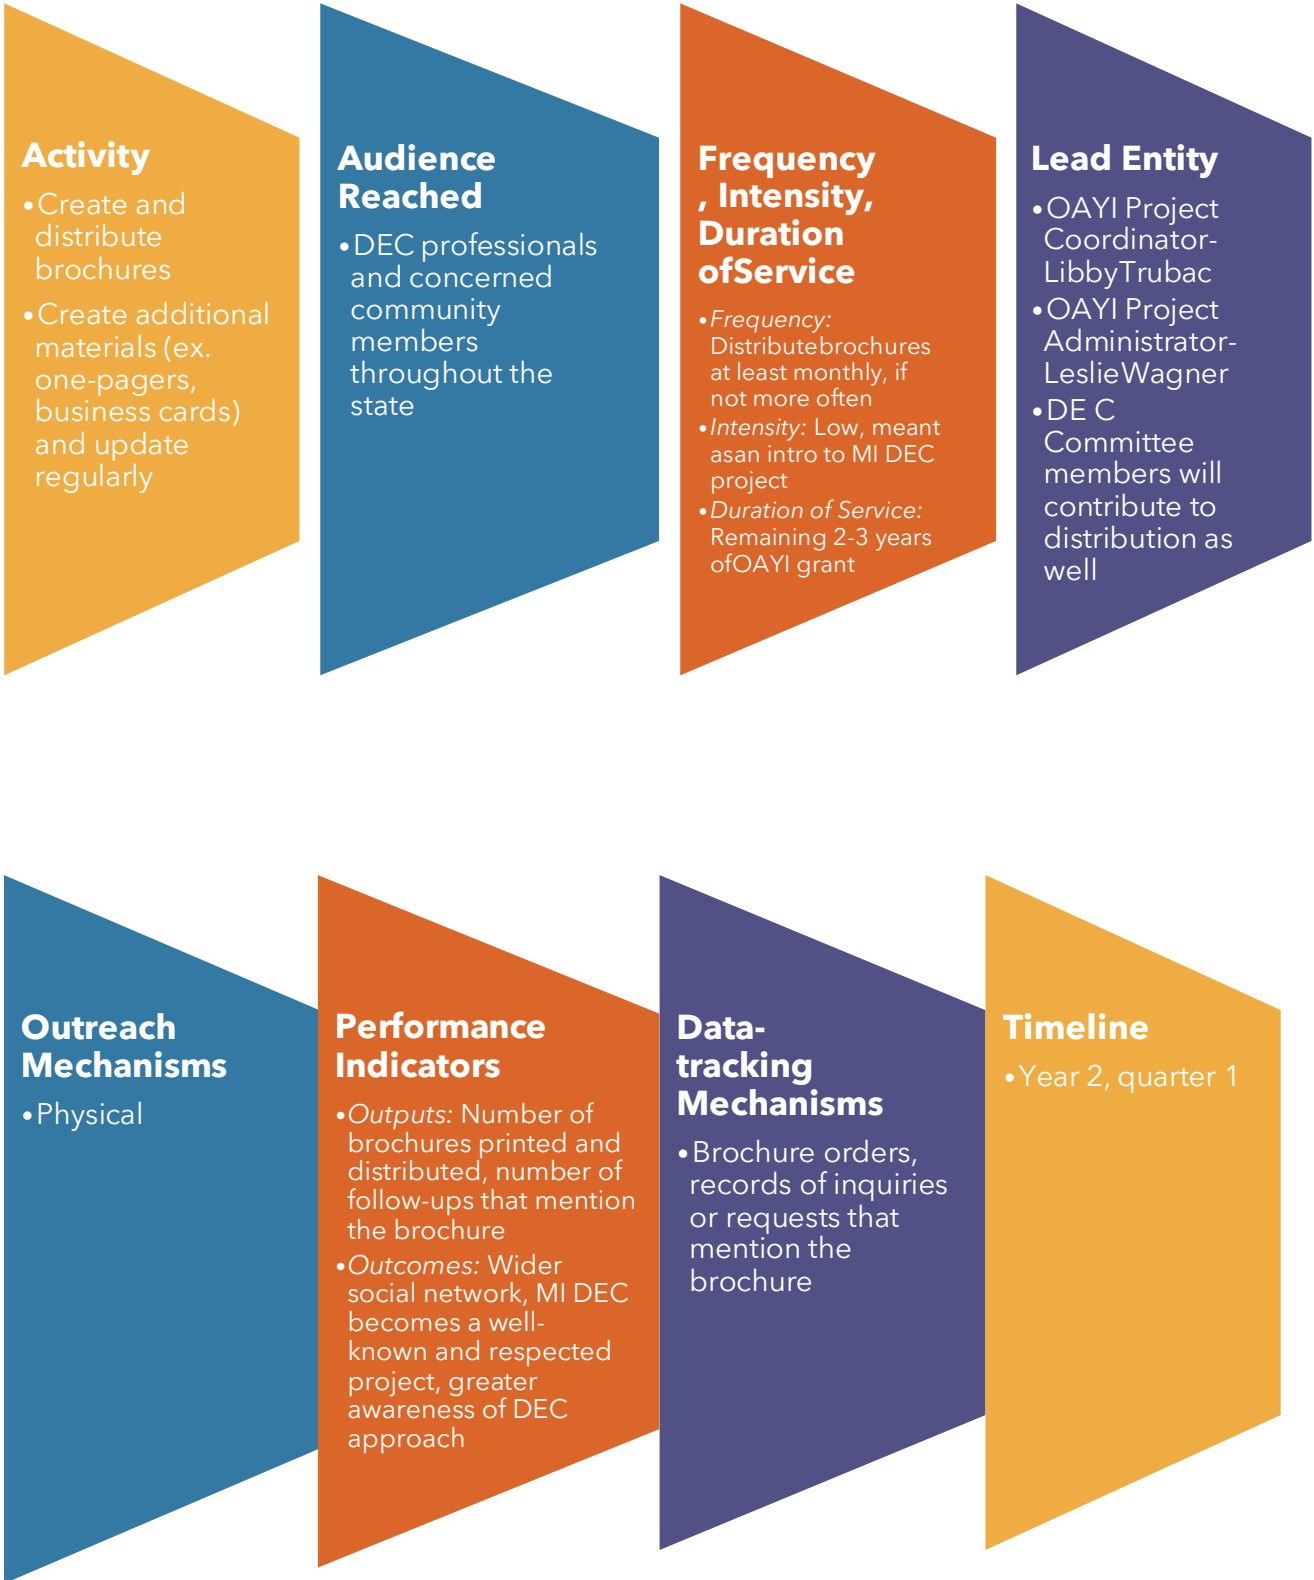 Activity
•Create and
distribute
brochures
•Create additional
materials (ex.
one-pagers,
business cards)
and update
regularly
Audience
Reached
•DEC professionals
and concerned
community
members
throughout the
state
Frequency
, Intensity,
Duration
ofService
•Frequency:
Distributebrochures
at least monthly, if
not more often
•Intensity: Low, meant
asan intro to MI DEC
project
•Duration of Service:
Remaining 2-3 years
ofOAYI grant
Lead Entity
•OAYI Project
Coordinator-
LibbyTrubac
•OAYI Project
Administrator-
LeslieWagner
•DE C
Committee
members will
contribute to
distribution as
well
Outreach
Mechanisms
•Physical
Performance
Indicators
•Outputs: Number of
brochures printed and
distributed, number of
follow-ups that mention
the brochure
•Outcomes: Wider
social network, MI DEC
becomes a well-
known and respected
project, greater
awareness of DEC
approach
Data-
tracking
Mechanisms
•Brochure orders,
records of inquiries
or requests that
mention the
brochure
Timeline
•Year 2, quarter 1